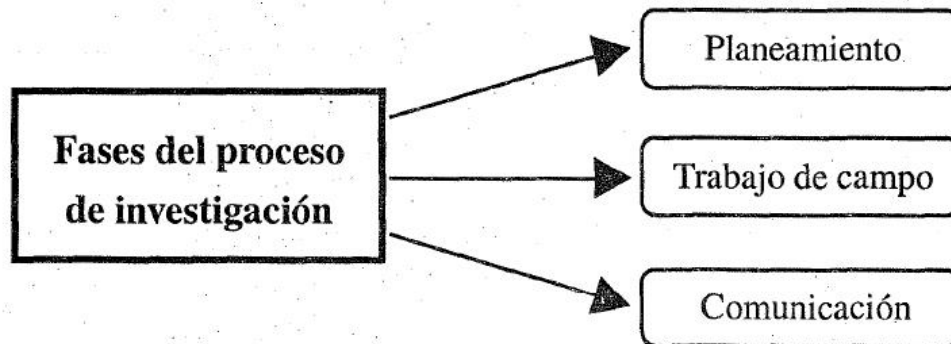 Fases del proceso
de investigación
Planeamiento
Trabajo de campo
Comunicación